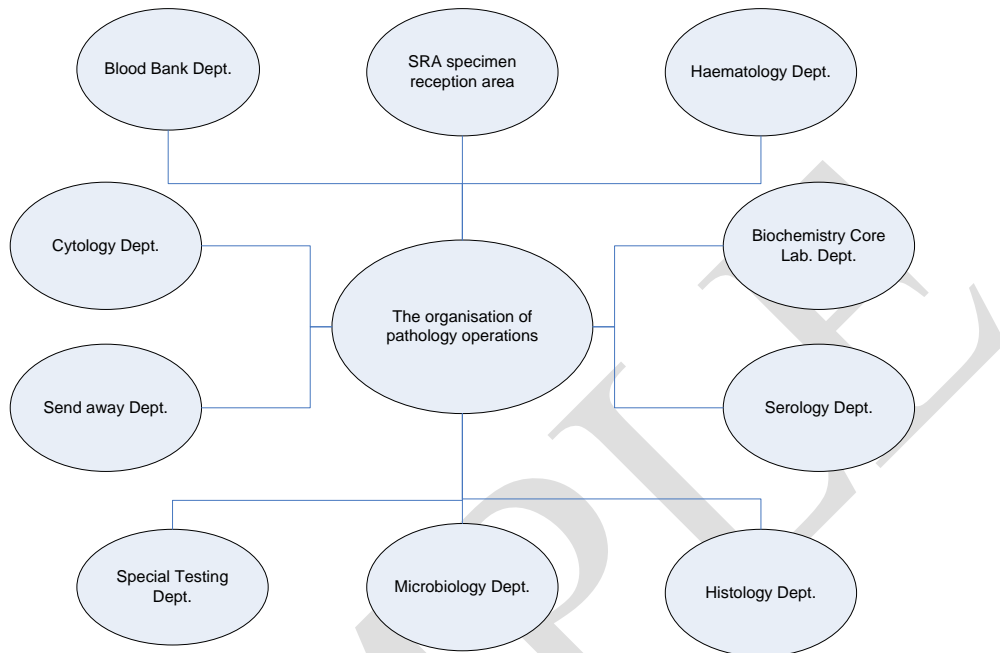 Blood Bank Dept.
SRA specimen
reception area
Haematology Dept.
Cytology Dept.
Biochemistry Core
Lab. Dept.
The organisation of
pathology operations
Send away Dept.
Serology Dept.
Special Testing
Dept.
Microbiology Dept.
Histology Dept.
PLE